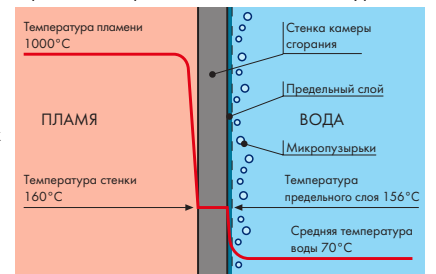 Температура пламени
1000°C
Стенка камеры
сгорания
Предельный слой
ПЛАМЯ
ВОДА
Микропузырьки
Температура стенки
160°C
Температура
предельного слоя 156°C
Средняя температура
воды 70°C